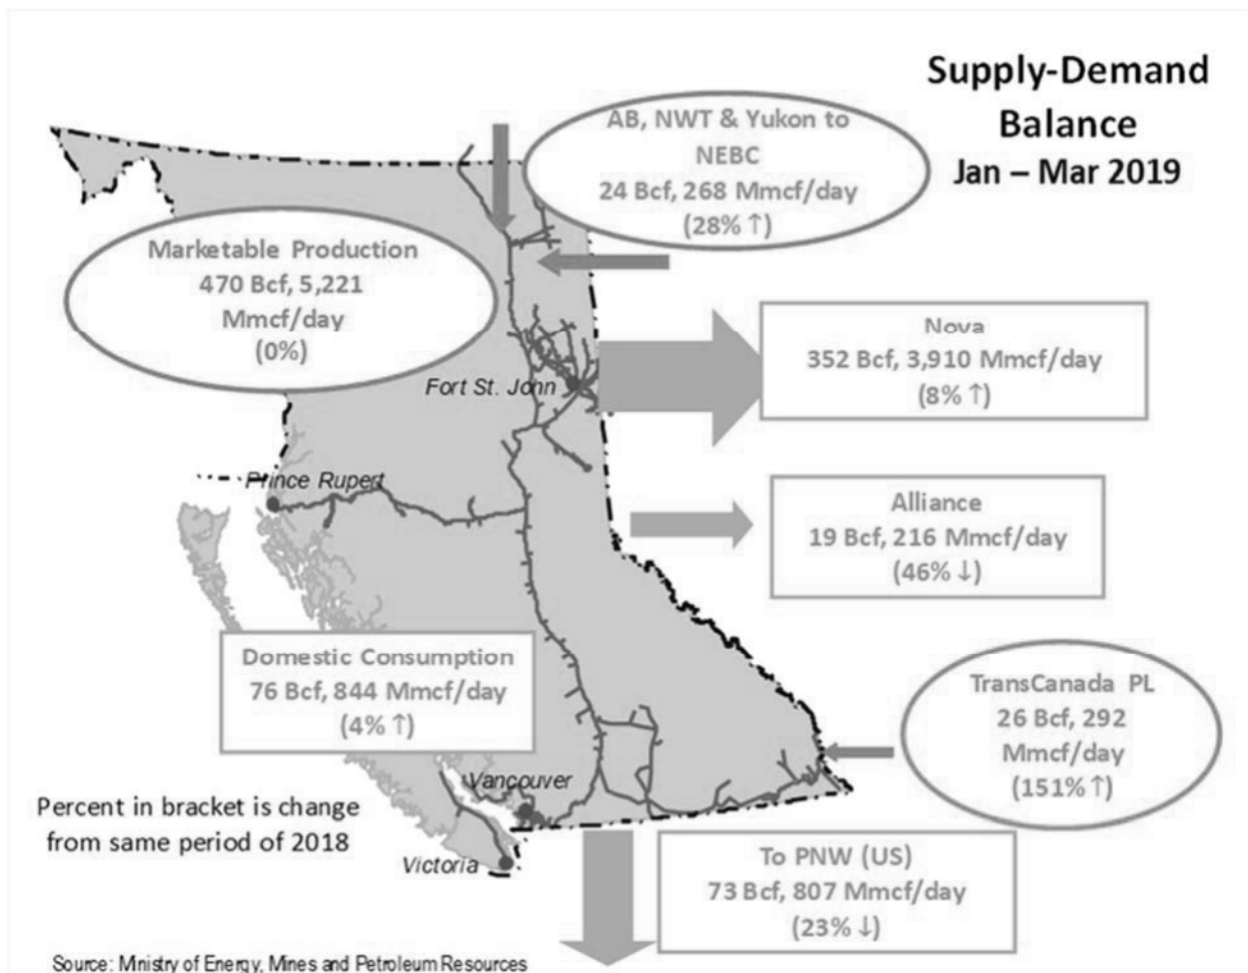 Supply-Demand
Balance
Jan – Mar 2019
AB, NWT & Yukon to
NEBC
24 Bcf, 268 Mmcf/day
(28% ↑)
Marketable Production
470 Bcf, 5,221
Mmcf/day
(0%)
Nova
352 Bcf, 3,910 Mmcf/day
(8% ↑)
Fort St. John
Prince Rupert
Alliance
19 Bcf, 216 Mmcf/day
(46% ↓)
Domestic Consumption
76 Bcf, 844 Mmcf/day
(4% ↑)
TransCanada PL
26 Bcf, 292
Mmcf/day
(151% ↑)
Vancouver
Percent in bracket is change
from same period of 2018
Victoria
To PNW (US)
73 Bcf, 807 Mmcf/day
(23% ↓)
Source: Ministry of Energy, Mines and Petroleum Resources